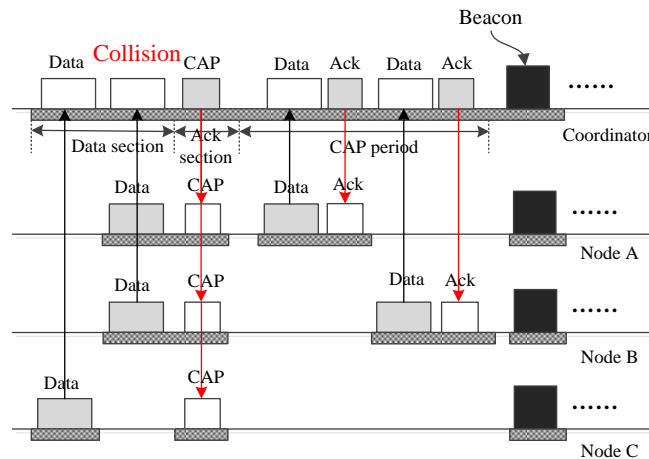 Beacon
Collision
Data
CAP
Data
Ack
Data
Ack
......
Data section
Ack
section
CAP period
Coordinator
Data
CAP
Data
Ack
......
Node A
Data
CAP
Data
Ack
......
Node B
Data
CAP
......
Node C